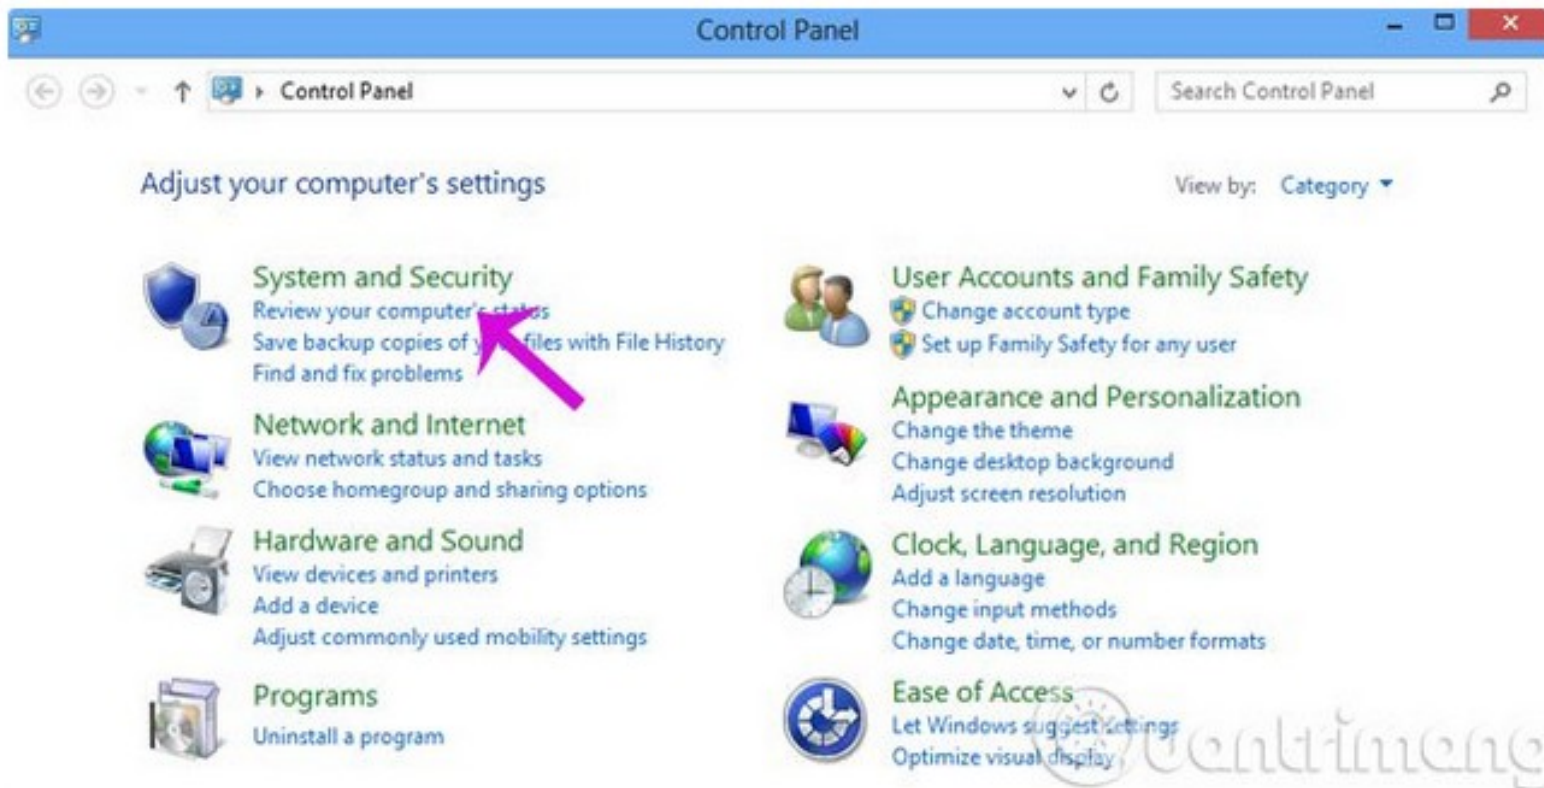 Control Panel
Control Panel
Search Control Panel
Adjust your computer's settings
View by: Category
System and Security
Review your computer's status
Save backup copies of your files with File History
Find and fix problems
Network and Internet
View network status and tasks
Choose homegroup and sharing options
Hardware and Sound
View devices and printers
Add a device
Adjust commonly used mobility settings
Programs
Uninstall a program
User Accounts and Family Safety
Change account type
Set up Family Safety for any user
Appearance and Personalization
Change the theme
Change desktop background
Adjust screen resolution
Clock, Language, and Region
Add a language
Change input methods
Change date, time, or number formats
Ease of Access
Let Windows suggest settings
Optimize visual display
Quantrimang